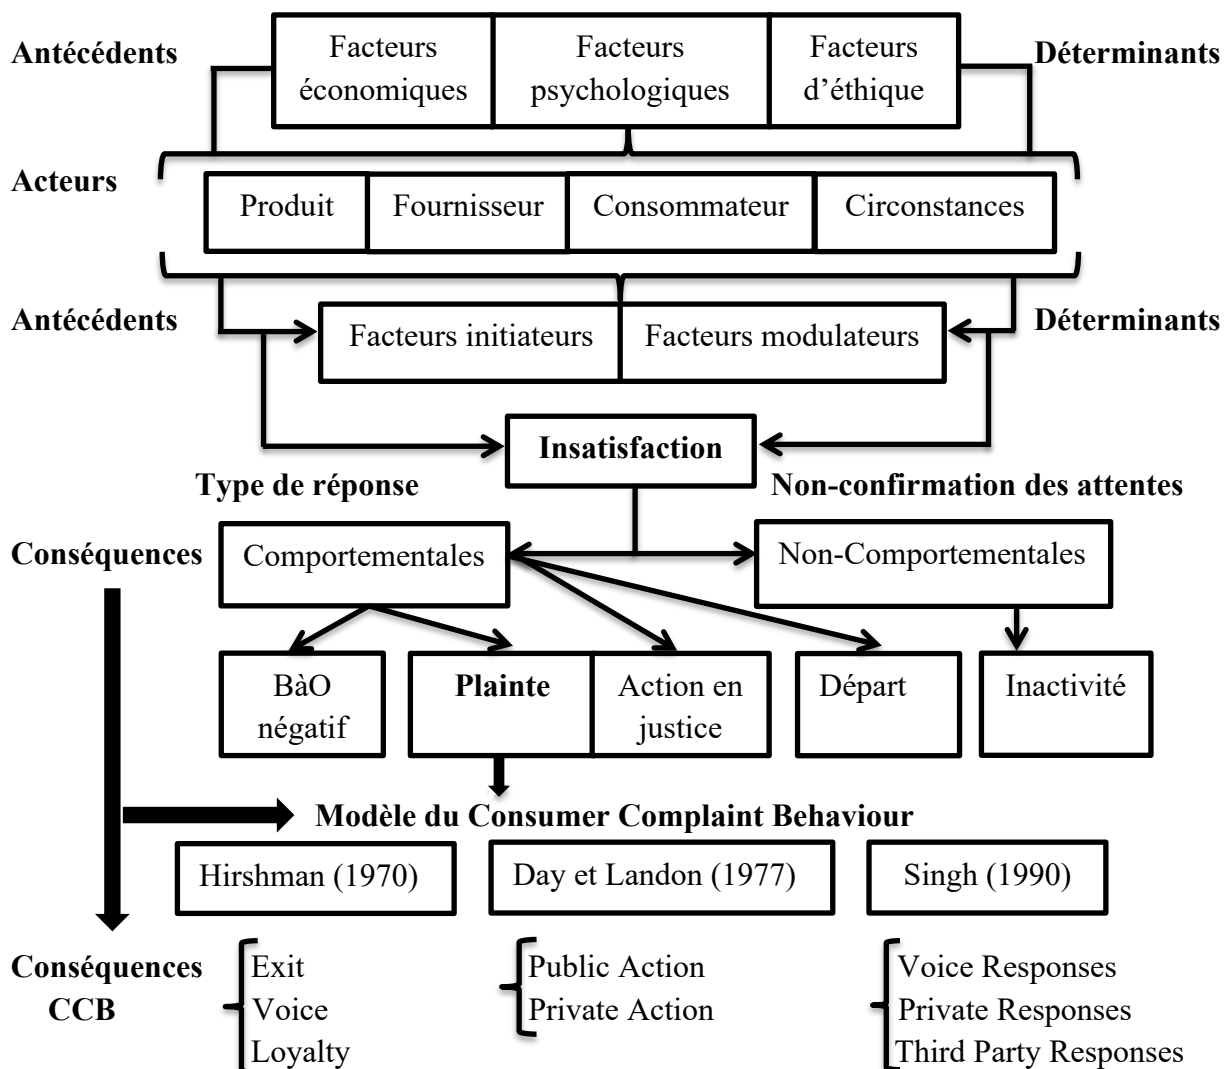 Antécédents
Facteurs
économiques
Facteurs
psychologiques
Facteurs
d'éthique
Déterminants
Acteurs
Produit
Fournisseur
Consommateur
Circonstances
Antécédents
Facteurs initiateurs
Facteurs modulateurs
Déterminants
Insatisfaction
Type de réponse
Non-confirmation des attentes
Conséquences
Comportementales
Non-Comportementales
BàO
négatif
Plainte
Action en
justice
Départ
Inactivité
Modèle du Consumer Complaint Behaviour
Hirshman (1970)
Day et Landon (1977)
Singh (1990)
Conséquences
CCB
Exit
Voice
Loyalty
Public Action
Private Action
Voice Responses
Private Responses
Third Party Responses